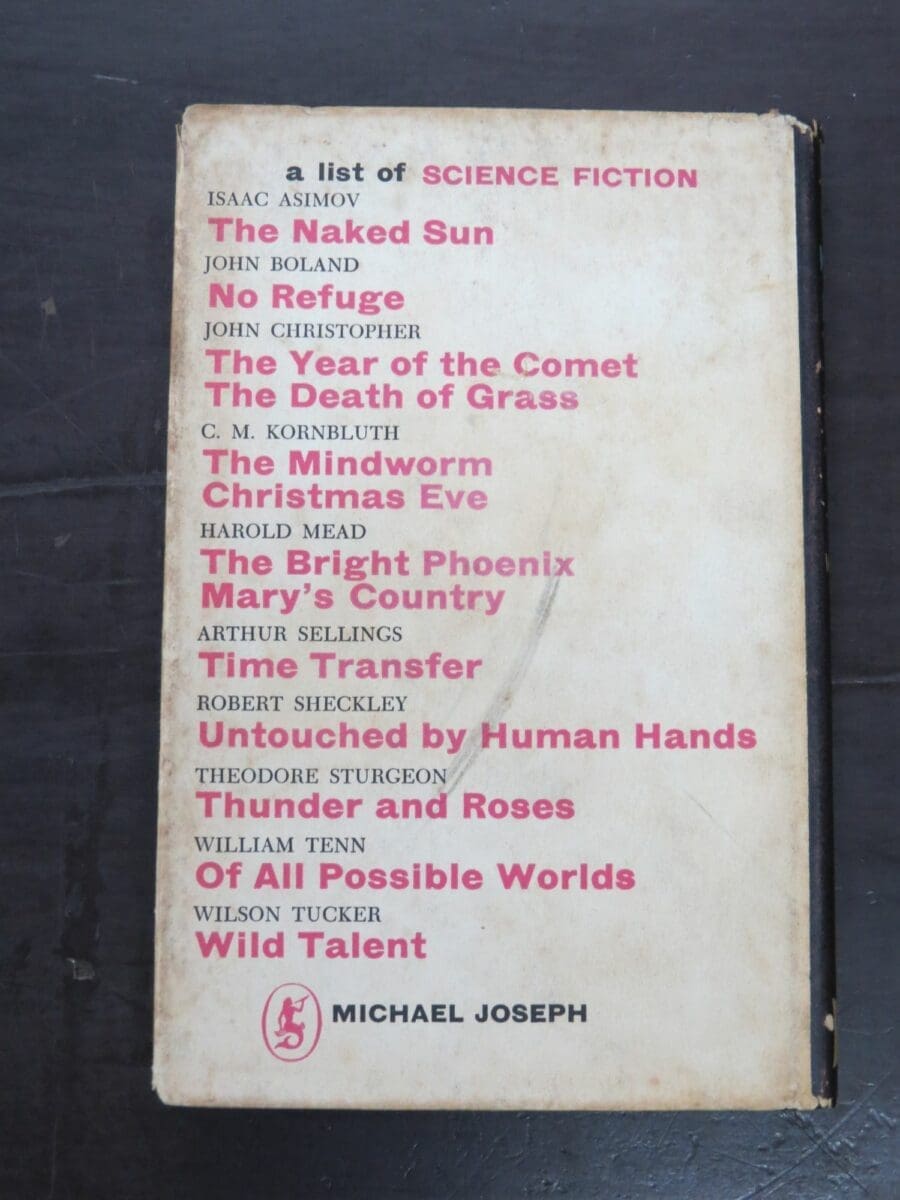 a list of SCIENCE FICTION
ISAAC ASIMOV
The Naked Sun
JOHN BOLAND
No Refuge
JOHN CHRISTOPHER
The Year of the Comet
The Death of Grass
C. M. KORNBLUTH
The Mindworm
Christmas Eve
HAROLD MEAD
The Bright Phoenix
Mary's Country
ARTHUR SELLINGS
Time Transfer
ROBERT SHECKLEY
Untouched by Human Hands
THEODORE STURGEON
Thunder and Roses
WILLIAM TENN
Of All Possible Worlds
WILSON TUCKER
Wild Talent
MICHAEL JOSEPH